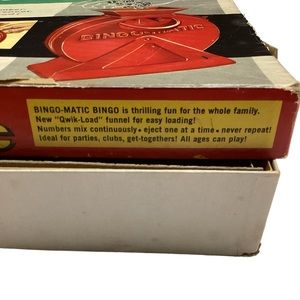 BINGO-MATIC
BINGO-MATIC BINGO is thrilling fun for the whole family.
New "Qwik-Load" funnel for easy loading!
Numbers mix continuously • eject one at a time • never repeat!
Ideal for parties, clubs, get-togethers! All ages can play!